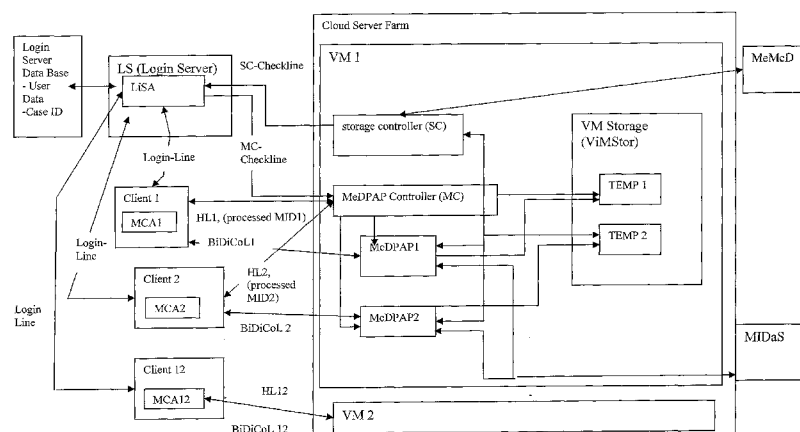 Cloud Server Farm
Login
Server
Data Base
- User
Data
-Case ID
LS (Login Server)
LiSA
SC-Checkline
VM 1
MeMcD
storage controller (SC)
VM Storage
(ViMStor)
Login-Line
MC-
Checkline
TEMP 1
Client 1
MCA1
MeDPAP Controller (MC)
HL1, (processed MID1)
BiDiCoL1
TEMP 2
McDPAP1
Login-
Line
HL2,
(processed
MID2)
Client 2
MCA2
McDPAP2
Login
Line
BiDiCoL 2
MIDaS
Client 12
MCA12
HL12
BiDiCoL 12
VM 2